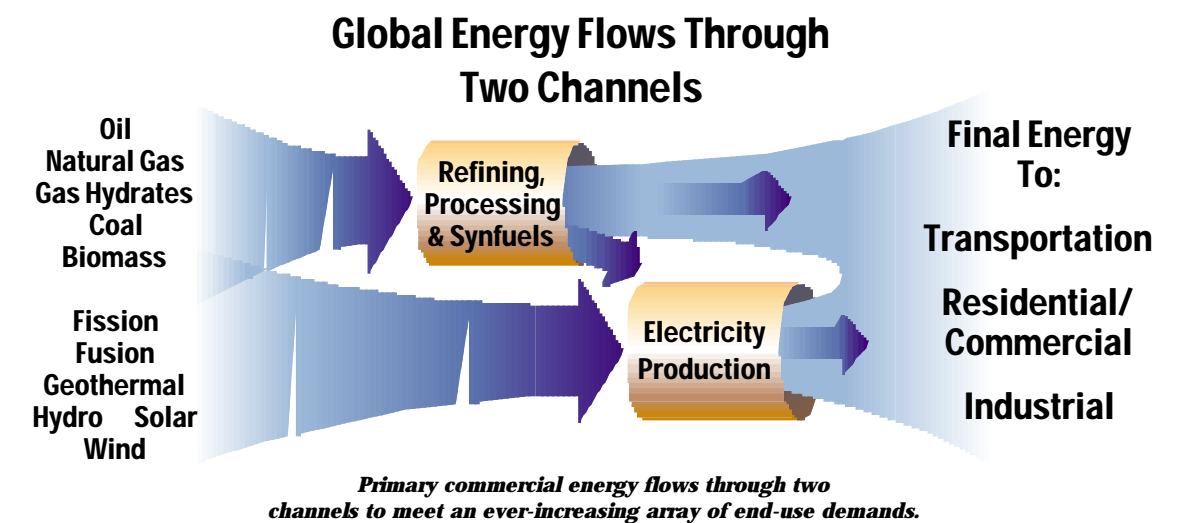 Global Energy Flows Through
Two Channels
Oil
Natural Gas
Gas Hydrates
Coal
Biomass
Fission
Fusion
Geothermal
Hydro Solar
Wind
Refining,
Processing
& Synfuels
Electricity
Production
Final Energy
To:
Transportation
Residential/
Commercial
Industrial
Primary commercial energy flows through two
channels to meet an ever-increasing array of end-use demands.